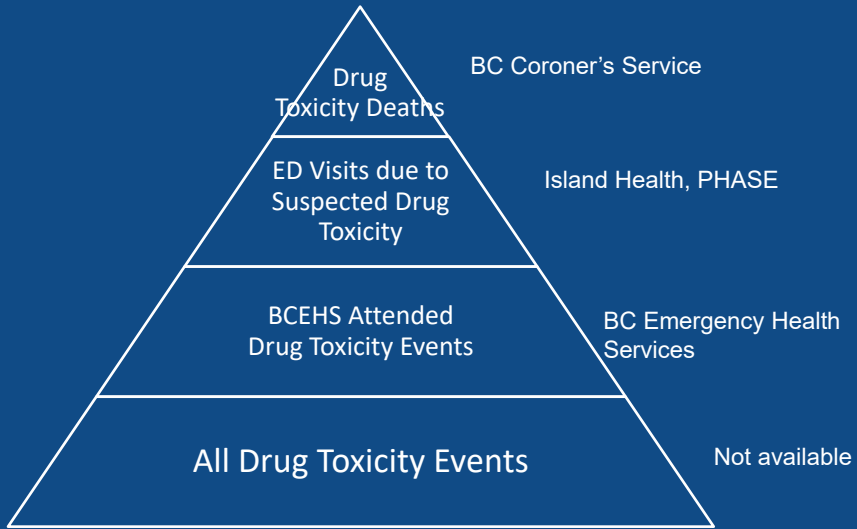 Drug
Toxicity Deaths
BC Coroner's Service
ED Visits due to
Suspected Drug
Toxicity
Island Health, PHASE
BCEHS Attended
Drug Toxicity Events
BC Emergency Health
Services
All Drug Toxicity Events
Not available